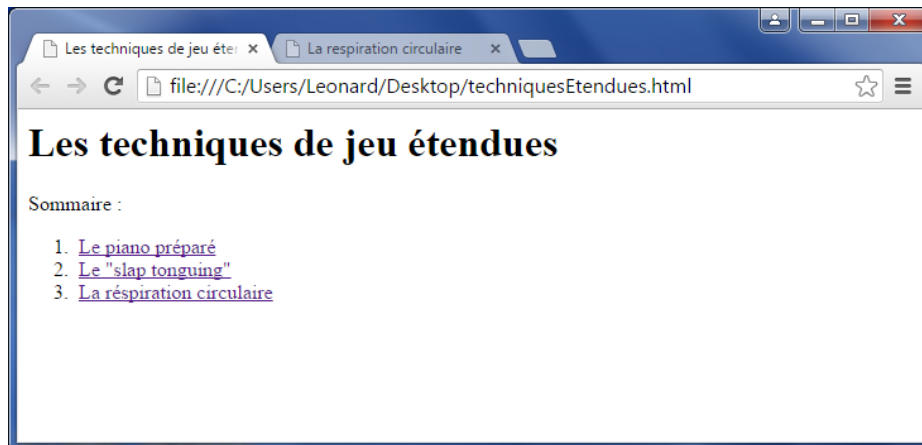 Les techniques de jeu éter
La respiration circulaire
file:///C:/Users/Leonard/Desktop/techniquesEtendues.html
Les techniques de jeu étendues
Sommaire :
1. Le piano préparé
2. Le "slap tonguing"
3. La réspiration circulaire